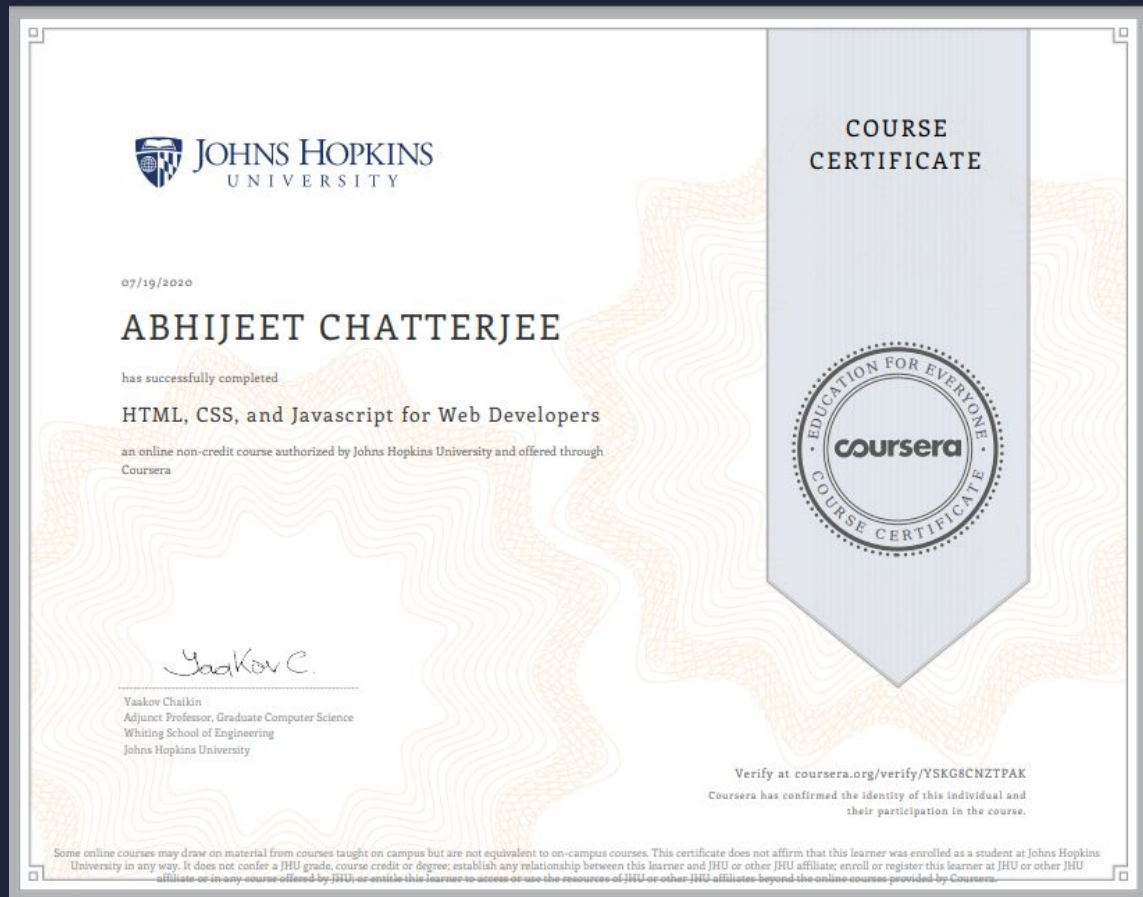 JOHNS HOPKINS
UNIVERSITY
COURSE
CERTIFICATE
07/19/2020
ABHIJEET CHATTERJEE
has successfully completed
HTML, CSS, and Javascript for Web Developers
an online non-credit course authorized by Johns Hopkins University and offered through
Coursera
EDUCATION FOR EVERYONE
coursera
COURSE CERTIFICATE
Yaakov C.
Yaakov Chaikin
Adjunct Professor, Graduate Computer Science
Whiting School of Engineering
Johns Hopkins University
Verify at coursera.org/verify/YSKG8CNZTPAK
Coursera has confirmed the identity of this individual and
their participation in the course.
Some online courses may draw on material from courses taught on campus but are not equivalent to on-campus courses. This certificate does not affirm that this learner was enrolled as a student at Johns Hopkins
University in any way. It does not confer a JHU grade, course credit or degree; establish any relationship between this learner and JHU or other JHU affiliate; enroll or register this learner at JHU or other JHU
affiliate or in any course offered by JHU; or entitle this learner to access or use the resources of JHU or other JHU affiliates beyond the online courses provided by Coursera.